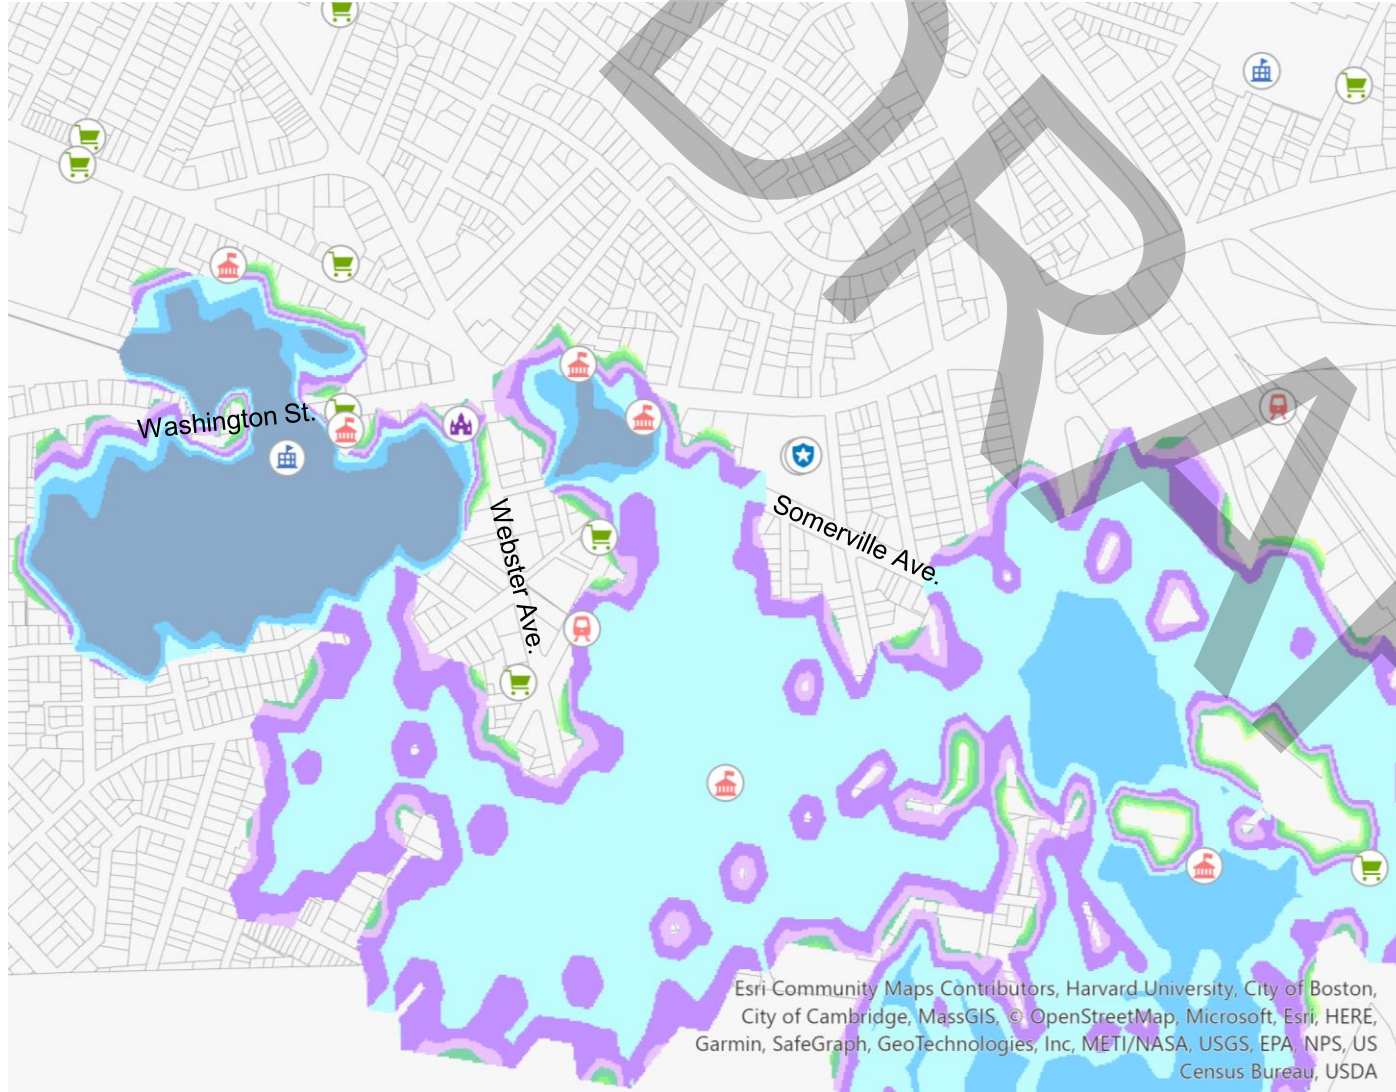 DRA
Washington St.
Webster Ave.
Somerville Ave.
Esri Community Maps Contributors, Harvard University, City of Boston,
City of Cambridge, MassGIS, © OpenStreetMap, Microsoft, Esri, HERE,
Garmin, SafeGraph, GeoTechnologies, Inc, METI/NASA, USGS, EPA, NPS, US
Census Bureau, USDA